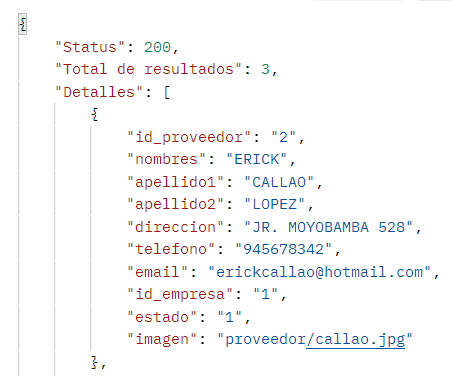 {
    "Status": 200,
    "Total de resultados": 3,
    "Detalles": [
        {
            "id_proveedor": "2",
            "nombres": "ERICK",
            "apellido1": "CALLAO",
            "apellido2": "LOPEZ",
            "direccion": "JR. MOYOBAMBA 528",
            "telefono": "945678342",
            "email": "erickcallao@hotmail.com",
            "id_empresa": "1",
            "estado": "1",
            "imagen": "proveedor/callao.jpg"
        },